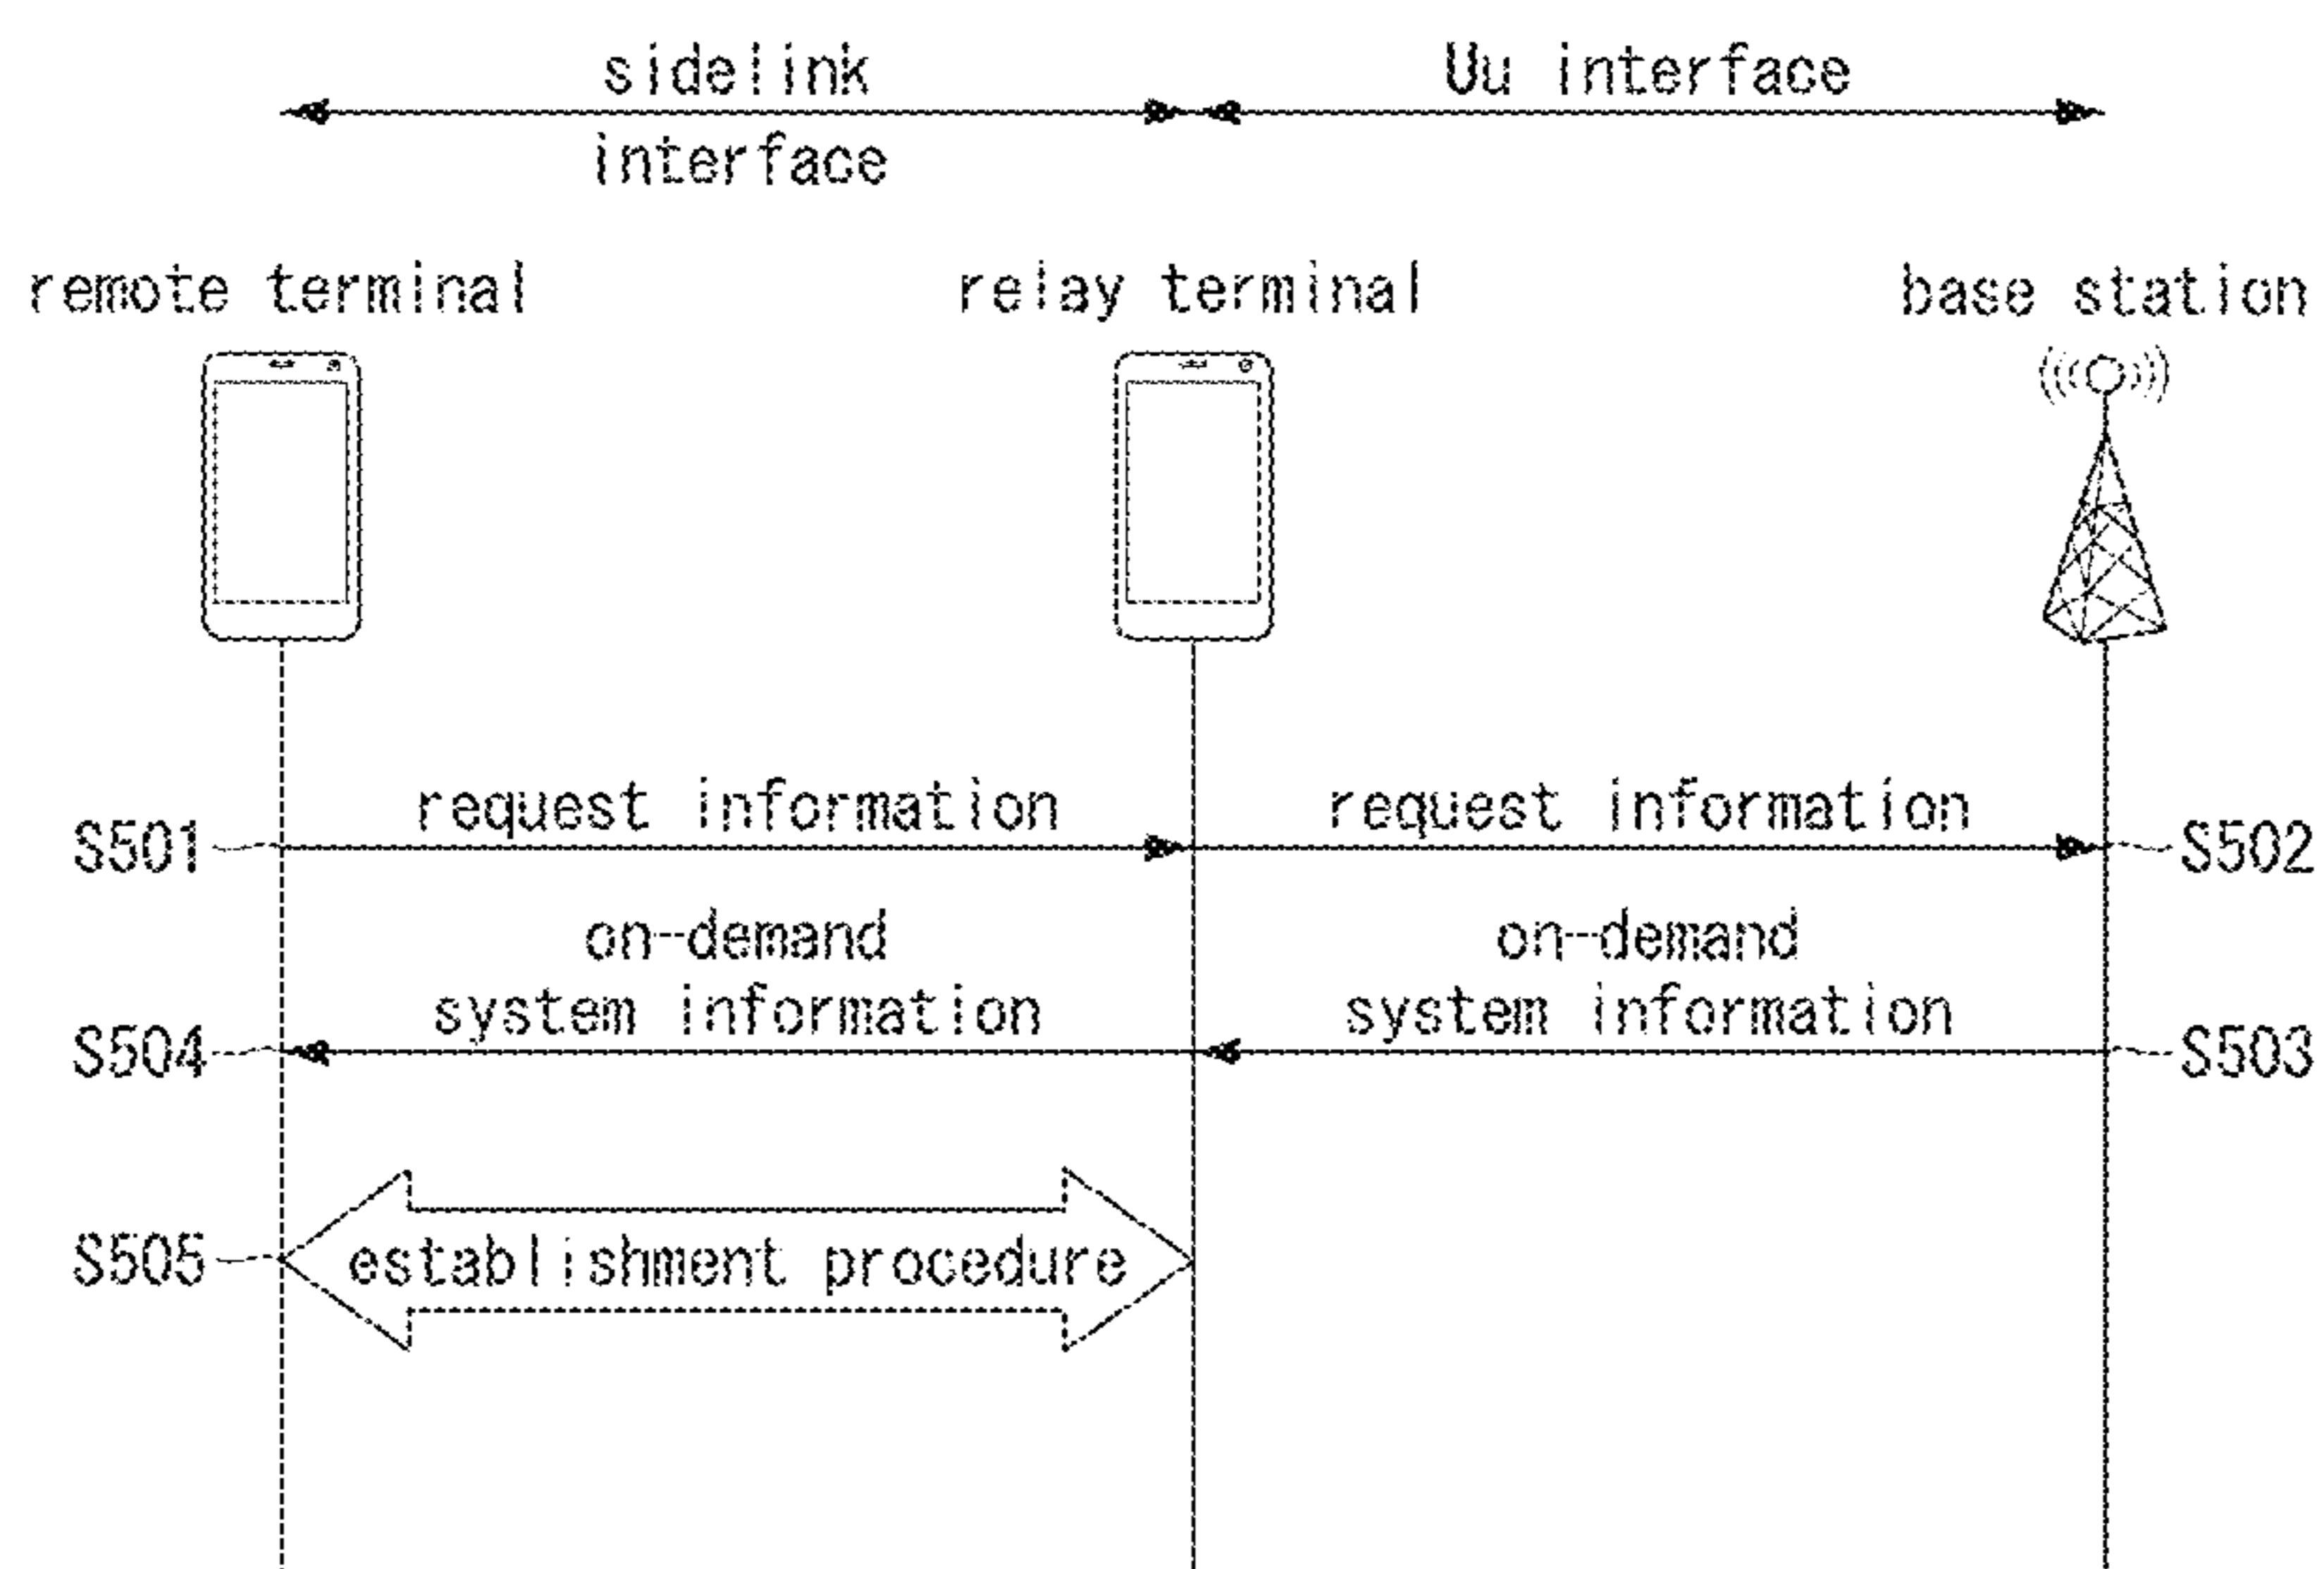 sidelink
interface
Uu interface
remote terminal
relay terminal
base station
request information
request information
S501
S502
on-demand
system information
on-demand
system information
S504
S503
S505
establishment procedure